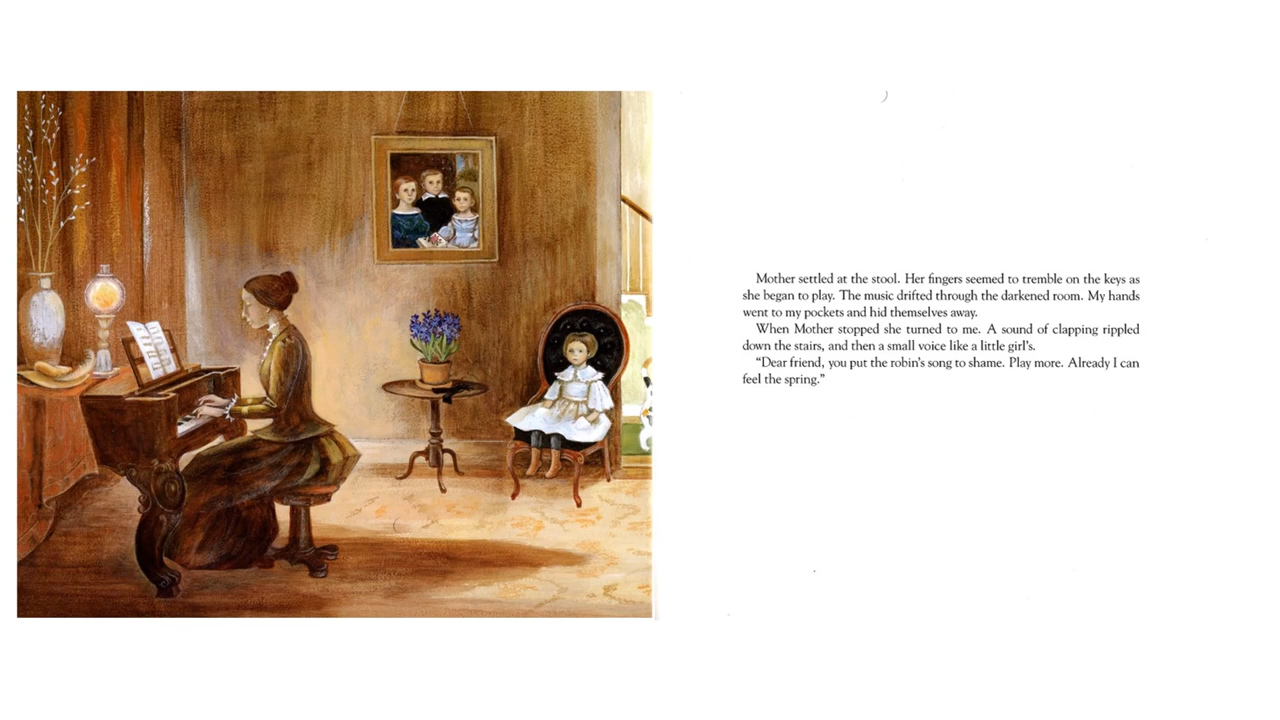 Mother settled at the stool. Her fingers seemed to tremble on the keys as
she began to play. The music drifted through the darkened room. My hands
went to my pockets and hid themselves away.
When Mother stopped she turned to me. A sound of clapping rippled
down the stairs, and then a small voice like a little girl’s.
“Dear friend, you put the robin’s song to shame. Play more. Already I can
feel the spring.”